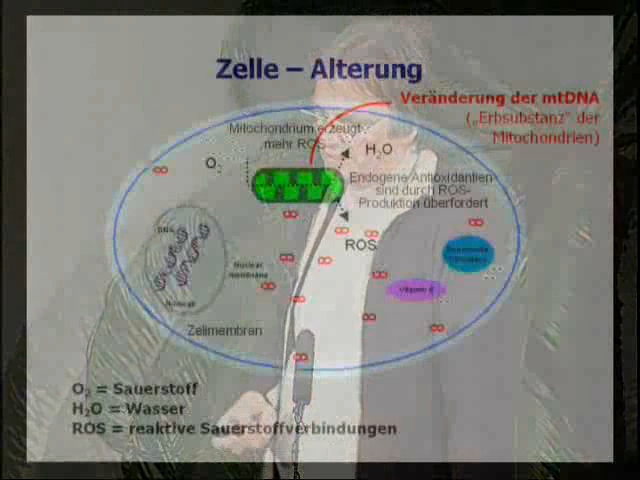 Zelle – Alterung
Veränderung der mtDNA
(„Erbsubstanz" der
Mitochondrien)
Mitochondrium erzeugt
mehr ROS
O₂
H₂O
Endogene Antioxidantien
sind durch ROS-
Produktion überfordert
DNA
ROS
Nuclear
membrane
Vitamin E
Zellmembran
O₂ = Sauerstoff
H₂O = Wasser
ROS = reaktive Sauerstoffverbindungen